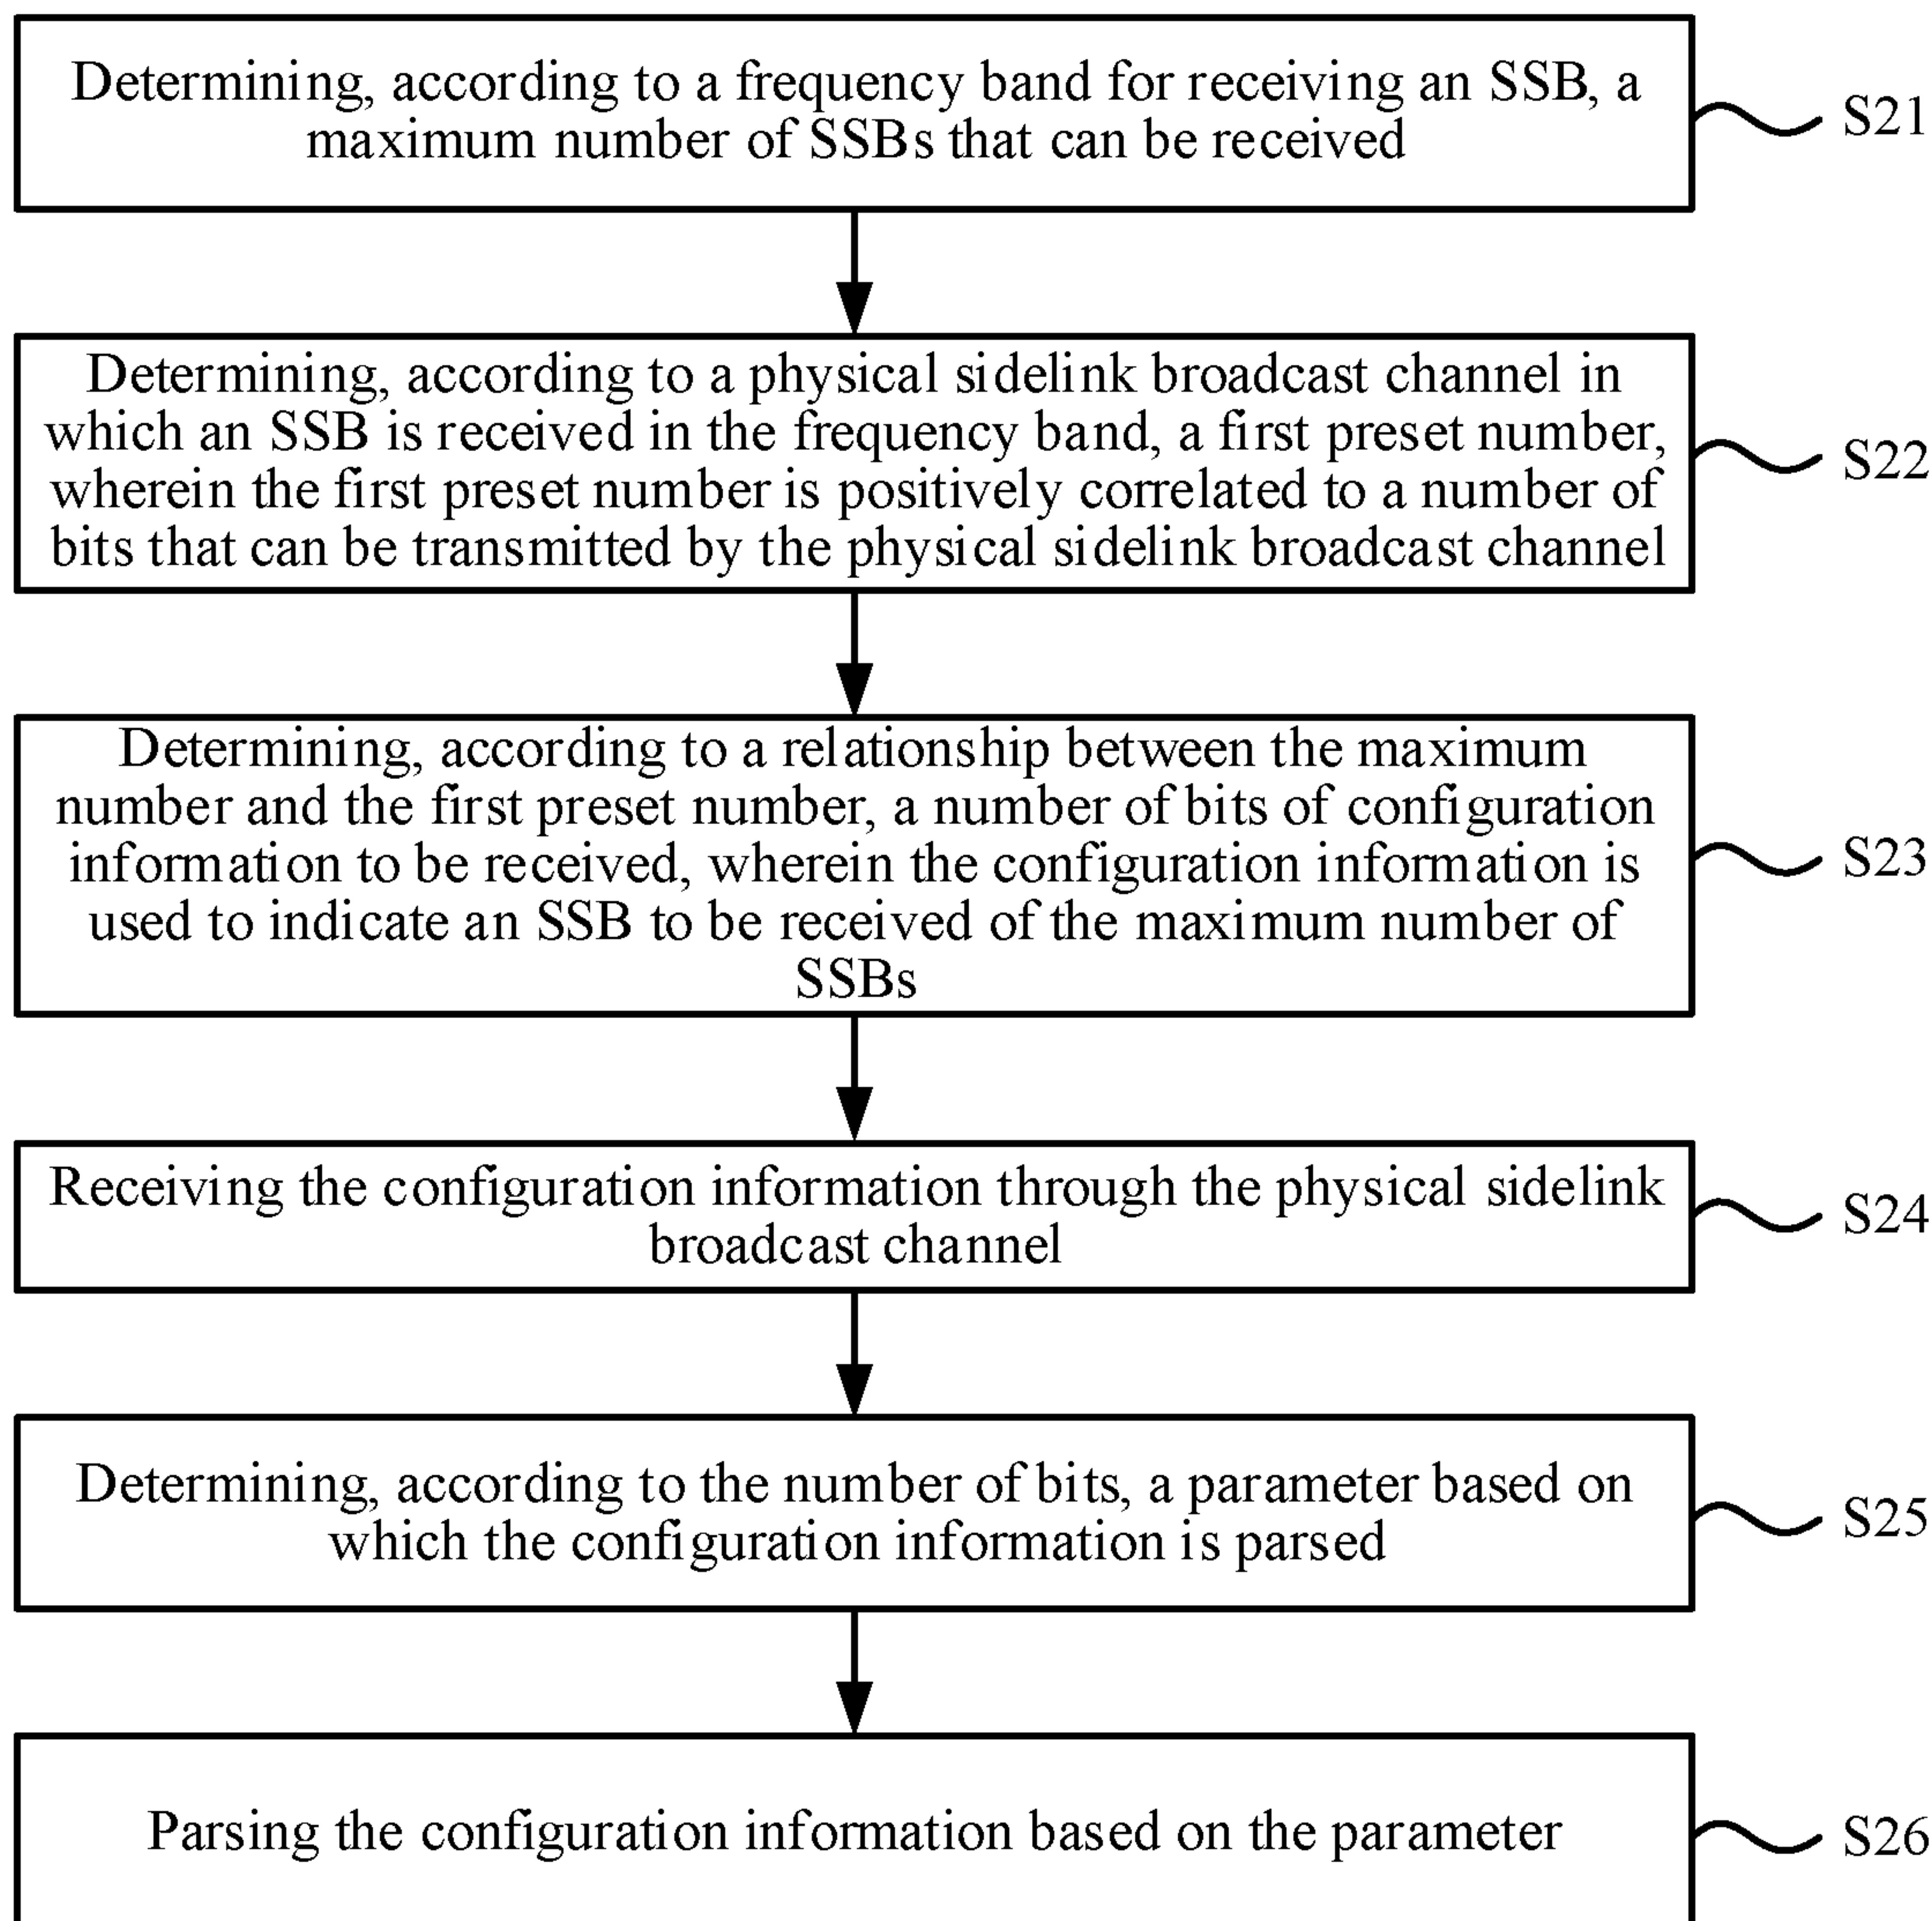 Determining, according to a frequency band for receiving an SSB, a
maximum number of SSBs that can be received
S21
Determining, according to a physical sidelink broadcast channel in
which an SSB is received in the frequency band, a first preset number,
wherein the first preset number is positively correlated to a number of
bits that can be transmitted by the physical sidelink broadcast channel
S22
Determining, according to a relationship between the maximum
number and the first preset number, a number of bits of configuration
information to be received, wherein the configuration information is
used to indicate an SSB to be received of the maximum number of
SSBs
S23
Receiving the configuration information through the physical sidelink
broadcast channel
S24
Determining, according to the number of bits, a parameter based on
which the configuration information is parsed
S25
Parsing the configuration information based on the parameter
S26